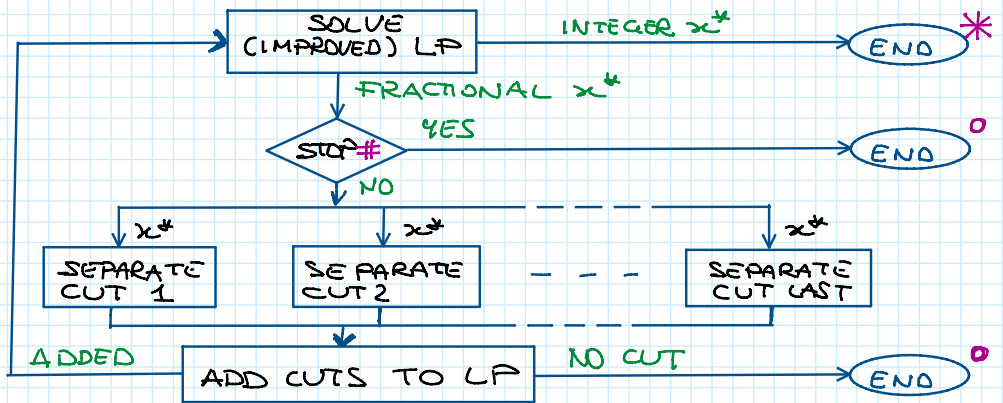 SOLVE
(IMPROVED) LP
INTEGER x*
END *
FRACTIONAL x*
STOP #
YES
END o
NO
x*
x*
x*
SEPARATE
CUT 1
SEPARATE
CUT 2
SEPARATE
CUT LAST
ADDED
ADD CUTS TO LP
NO CUT
END o